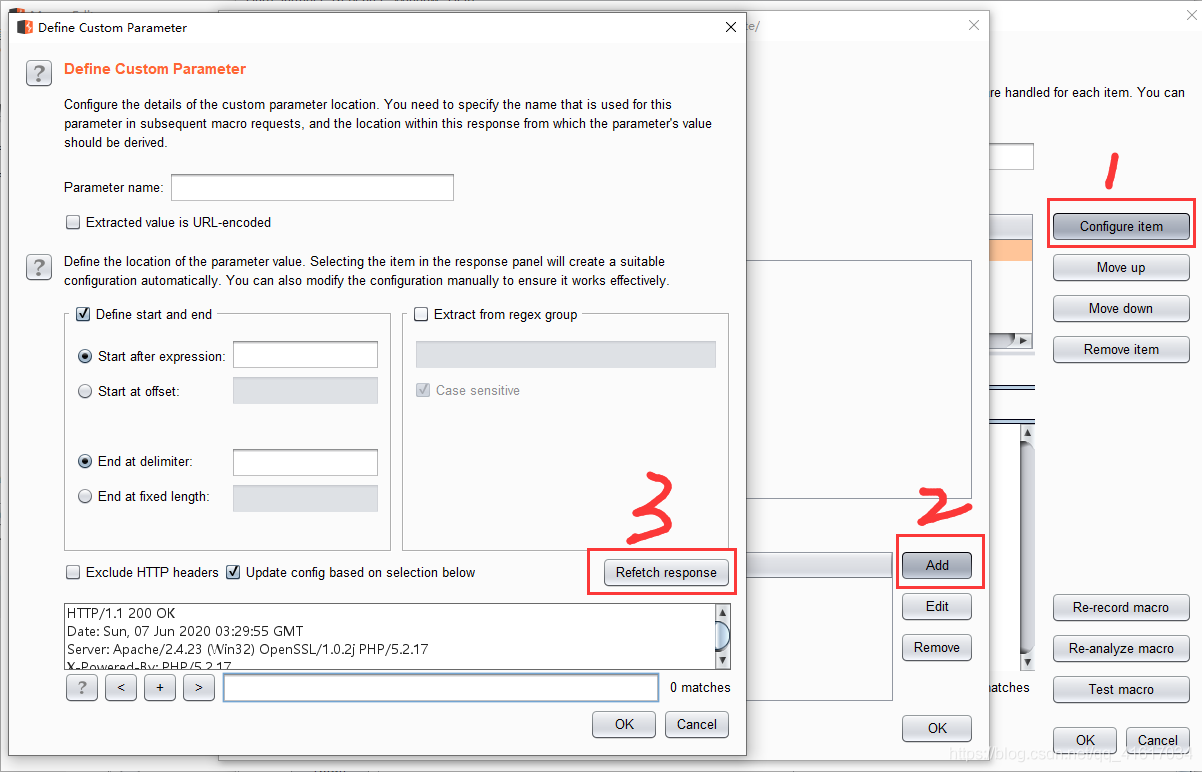 Define Custom Parameter
te/
Define Custom Parameter
Configure the details of the custom parameter location. You need to specify the name that is used for this
parameter in subsequent macro requests, and the location within this response from which the parameter's value
should be derived.
re handled for each item. You can
Parameter name:
Extracted value is URL-encoded
1
Configure item
Move up
Move down
Remove item
Define the location of the parameter value. Selecting the item in the response panel will create a suitable
configuration automatically. You can also modify the configuration manually to ensure it works effectively.
Define start and end
Extract from regex group
Start after expression:
Start at offset:
Case sensitive
End at delimiter:
End at fixed length:
3
2
Exclude HTTP headers
Update config based on selection below
Refetch response
Add
Edit
Remove
HTTP/1.1 200 OK
Date: Sun, 07 Jun 2020 03:29:55 GMT
Server: Apache/2.4.23 (Win32) OpenSSL/1.0.2j PHP/5.2.17
X-Powered-By: PHP/5.2.17
?
<
+
>
0 matches
OK
Cancel
OK
Re-record macro
Re-analyze macro
Test macro
atches
OK
Cancel